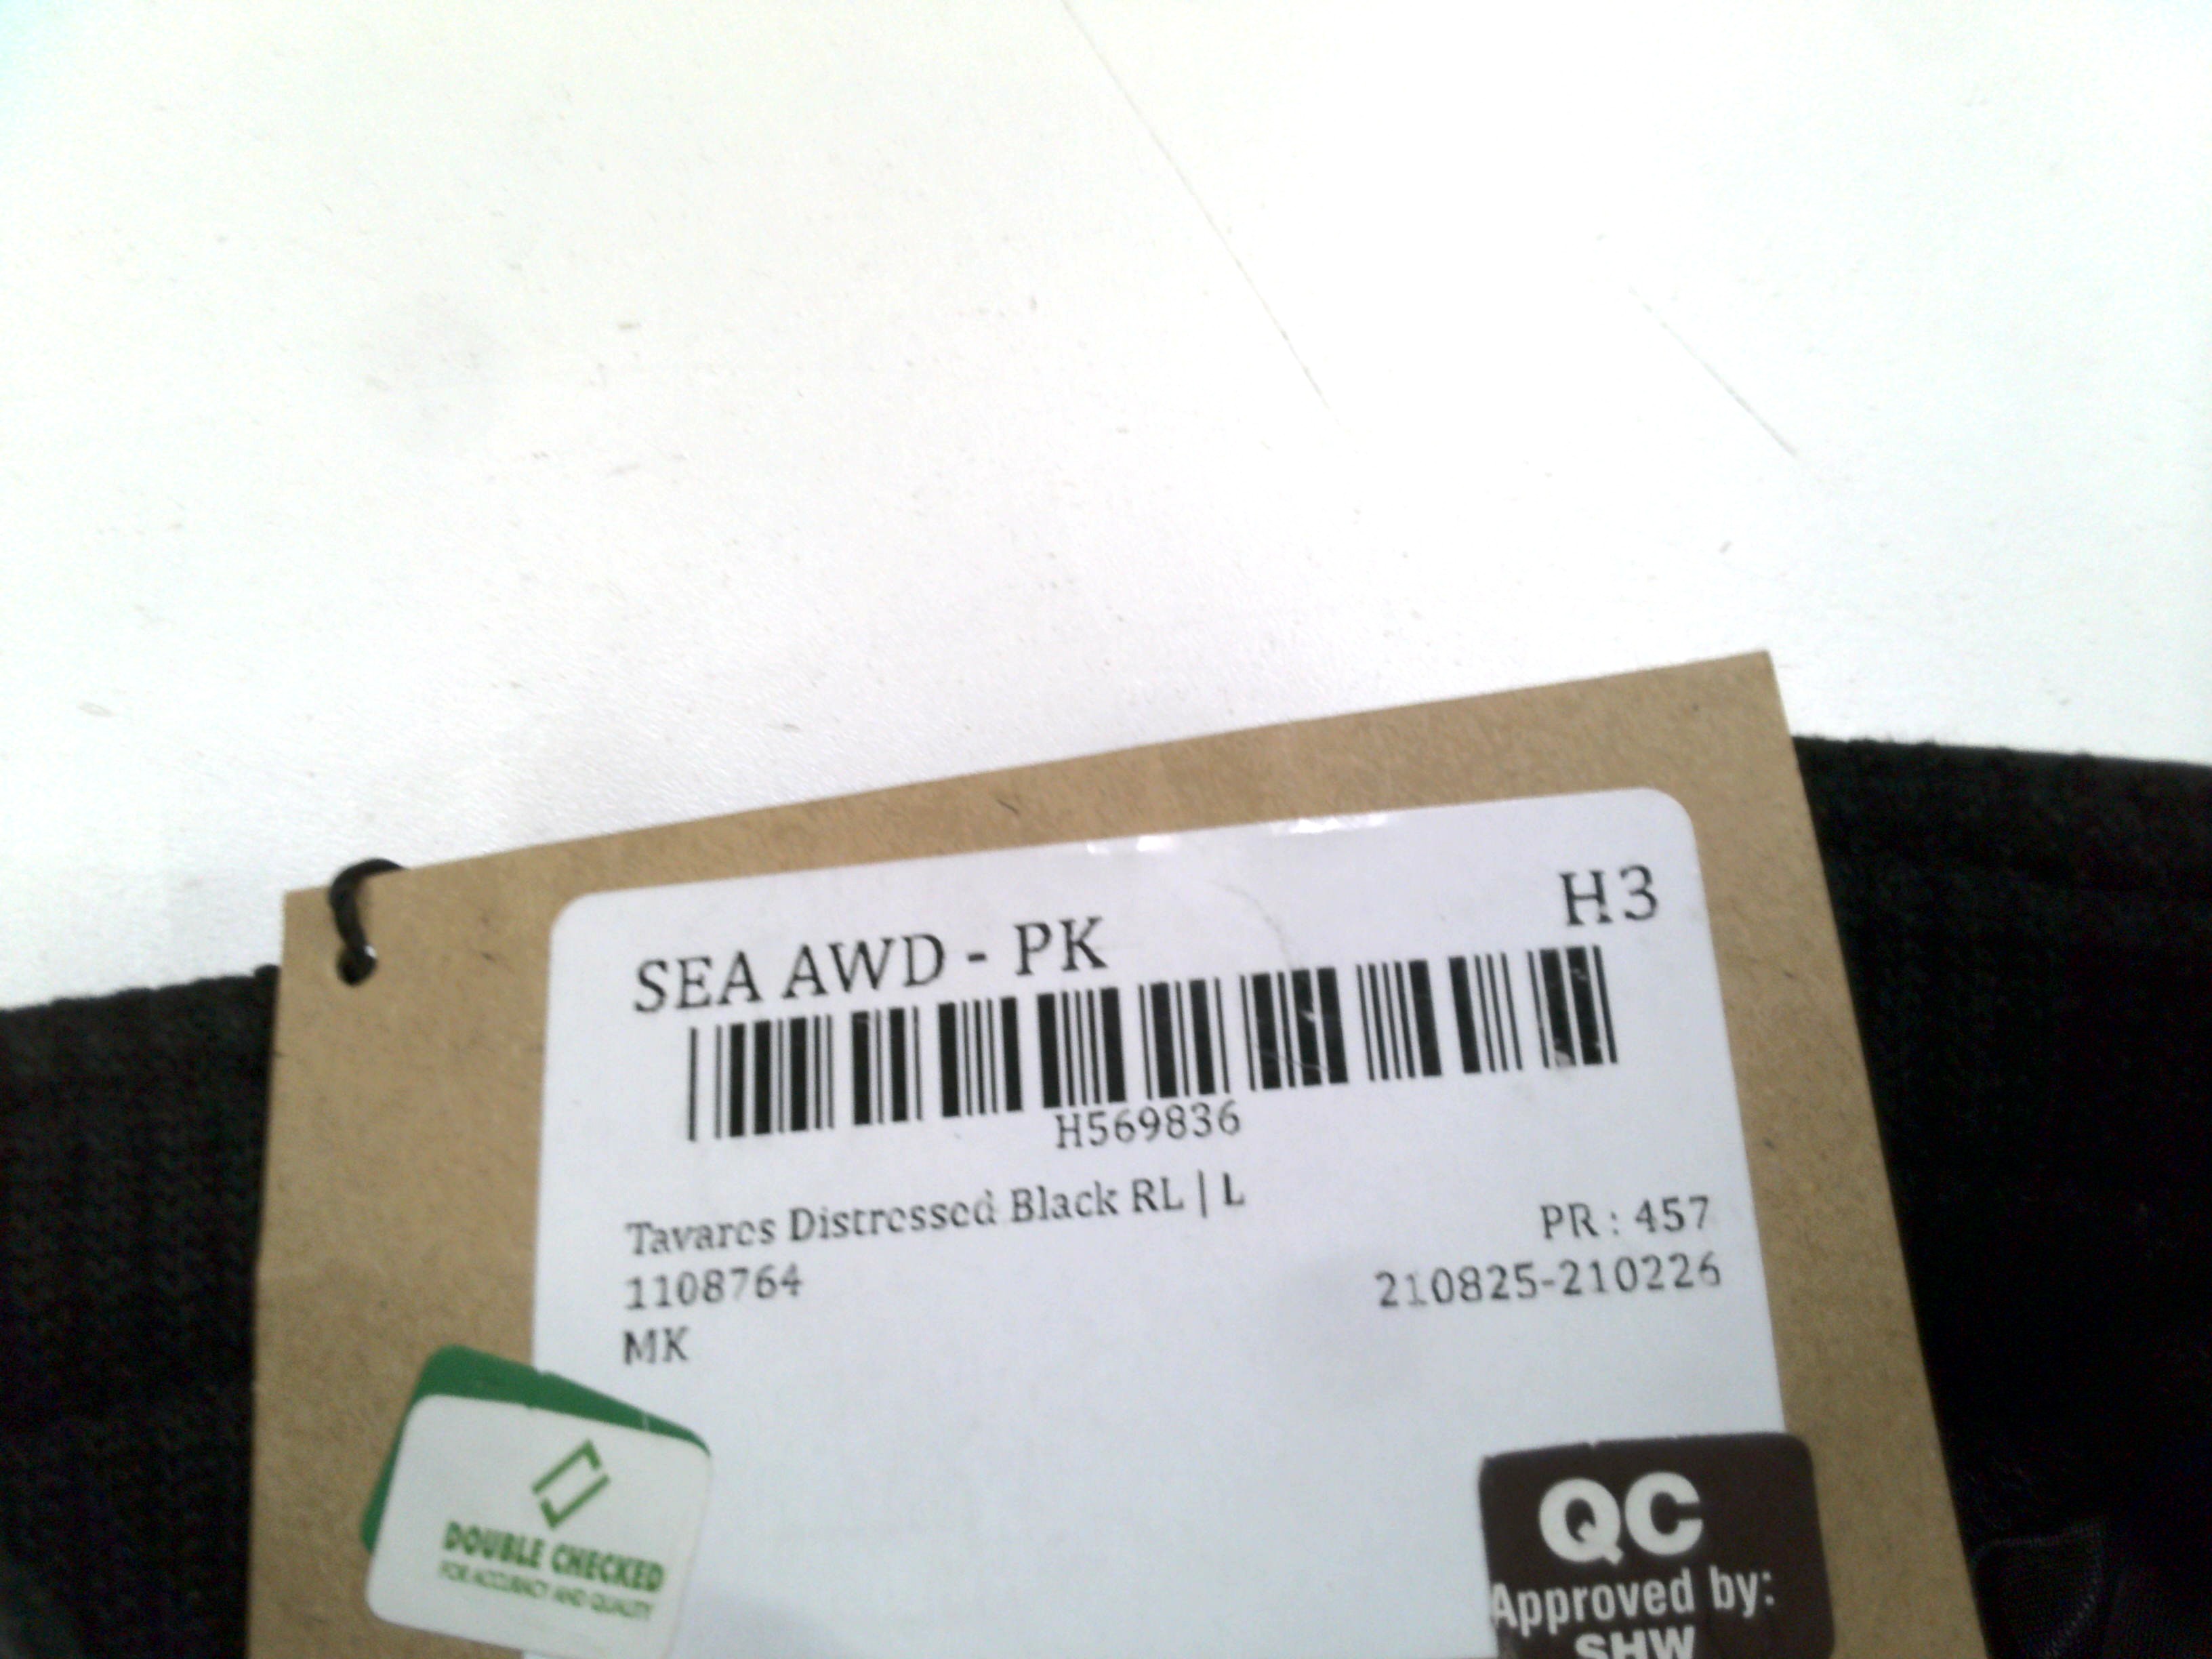 SEA AWD - PK
H3
H569836
Tavares Distressed Black RL | L
PR : 457
1108764
210825-210226
MK
DOUBLE CHECKED
FOR ACCURACY AND QUALITY
QC
Approved by:
SHW